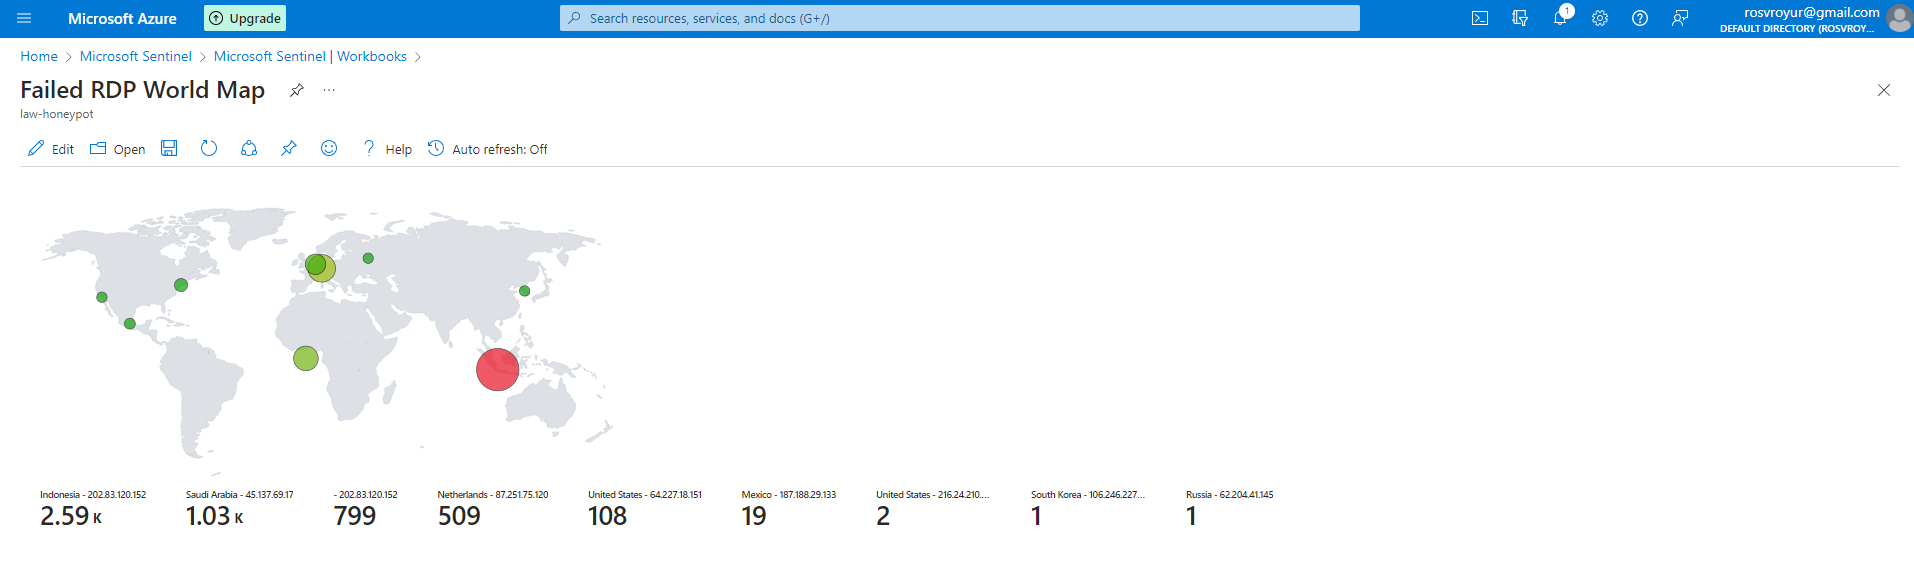 Microsoft Azure
Upgrade
Search resources, services, and docs (G+/)
1
rosvroyur@gmail.com
DEFAULT DIRECTORY (ROSVROY...
Home > Microsoft Sentinel > Microsoft Sentinel | Workbooks >
Failed RDP World Map
...
law-honeypot
Edit
Open
Help
Auto refresh: Off
Indonesia - 202.83.120.152
2.59 K
Saudi Arabia - 45.137.69.17
1.03 K
- 202.83.120.152
799
Netherlands - 87.251.75.120
509
United States - 64.227.18.151
108
Mexico - 187.188.29.133
19
United States - 216.24.210....
2
South Korea - 106.246.227...
1
Russia - 62.204.41.145
1